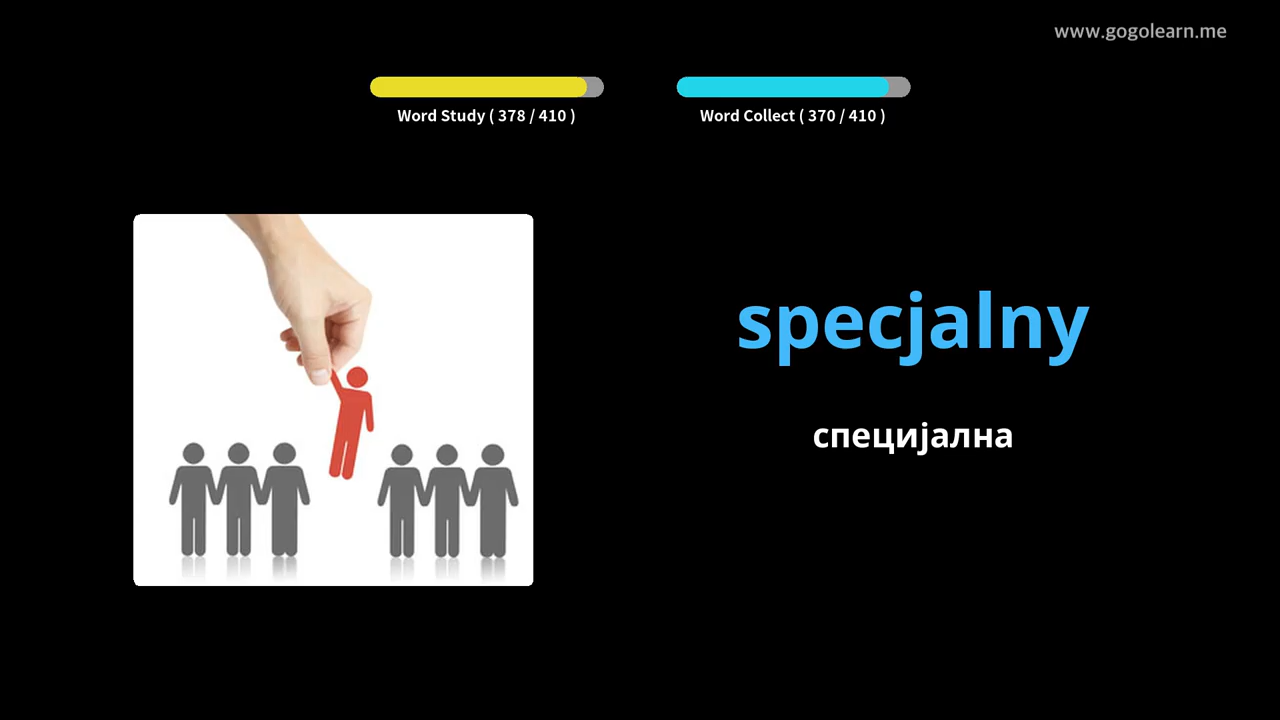 www.gogolearn.me
Word Study ( 378 / 410 )
Word Collect ( 370 / 410 )
specjalny
специјална